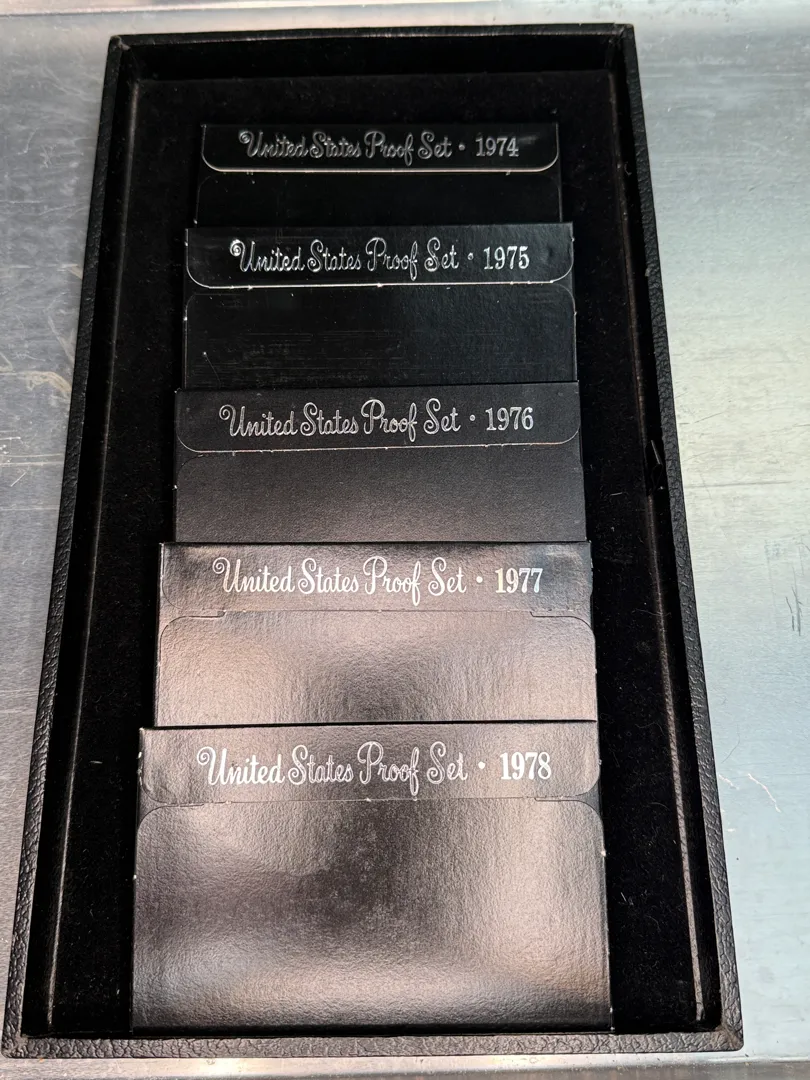 United States Proof Set • 1974
United States Proof Set • 1975
United States Proof Set • 1976
United States Proof Set • 1977
United States Proof Set • 1978